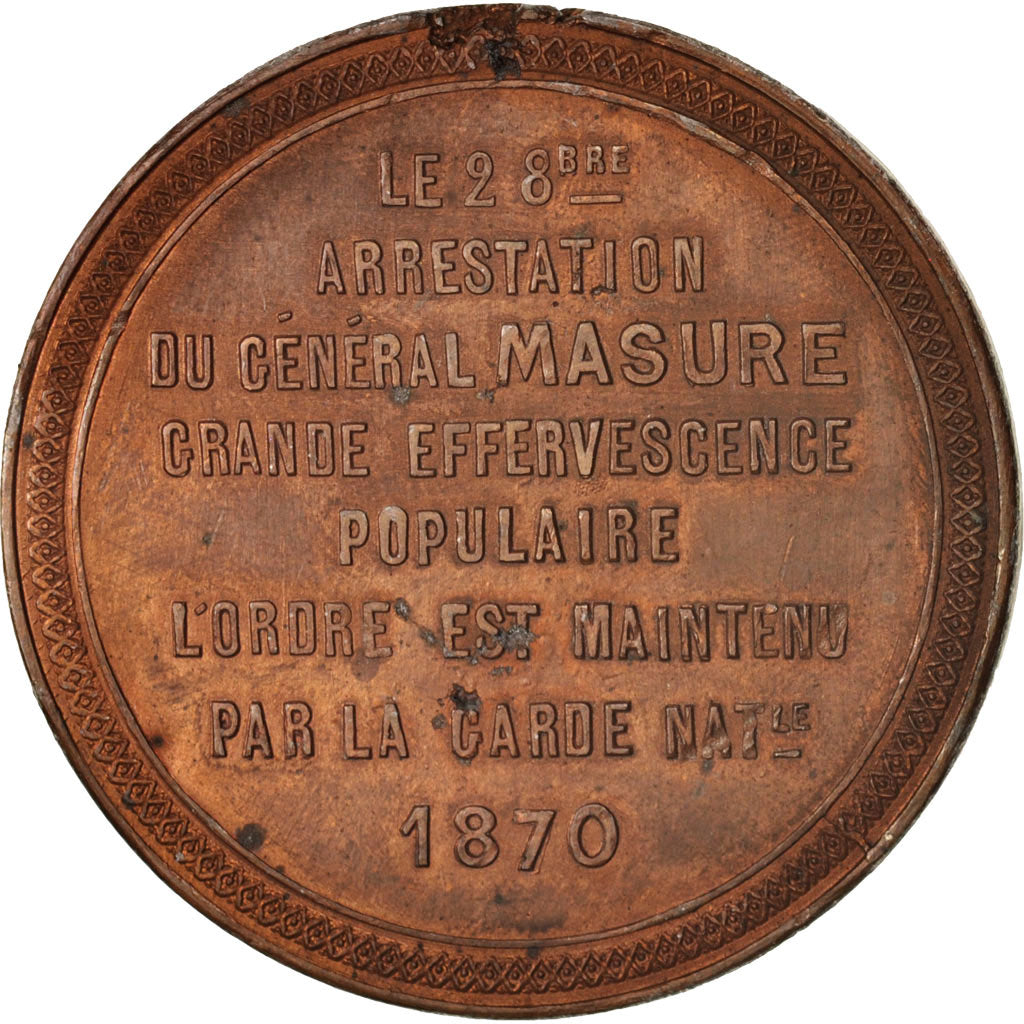 LE 2 8BRE
ARRESTATION
DU GÉNÉRAL MASURE
GRANDE EFFERVESCENCE
POPULAIRE
L'ORDRE EST MAINTENU
PAR LA GARDE NATLE
1870